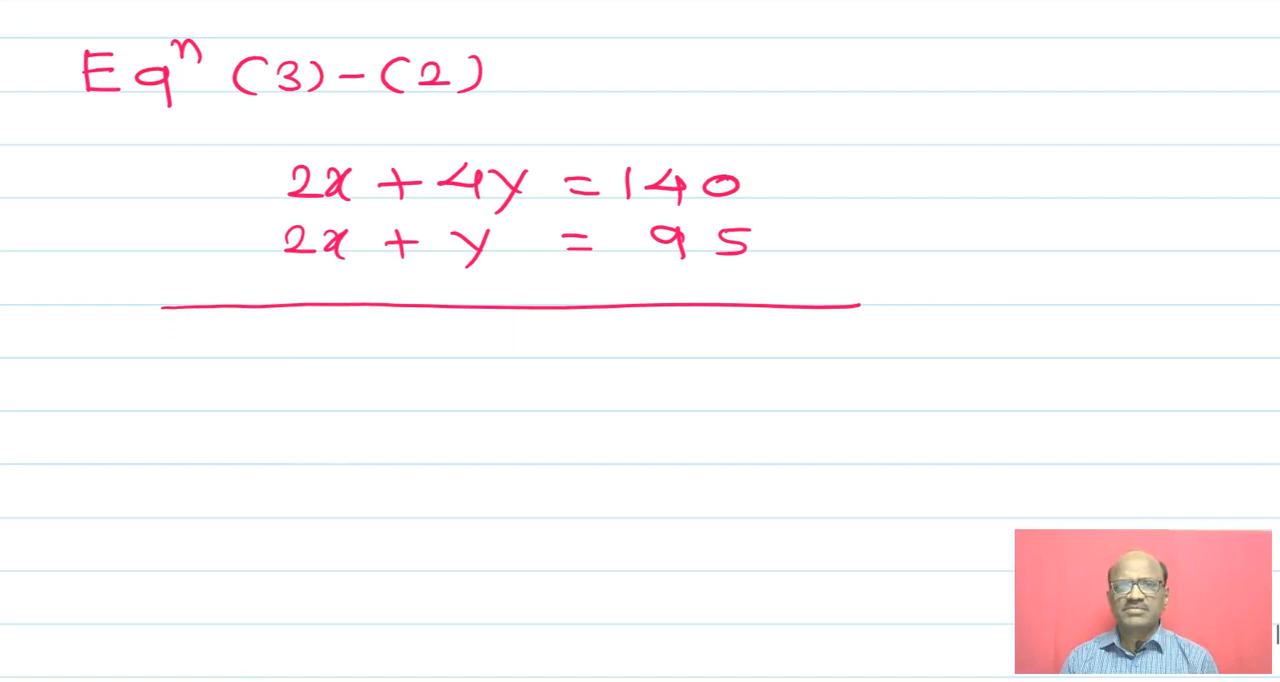 Eqⁿ (3)-(2)
2x + 4y = 140
2x + y = 95